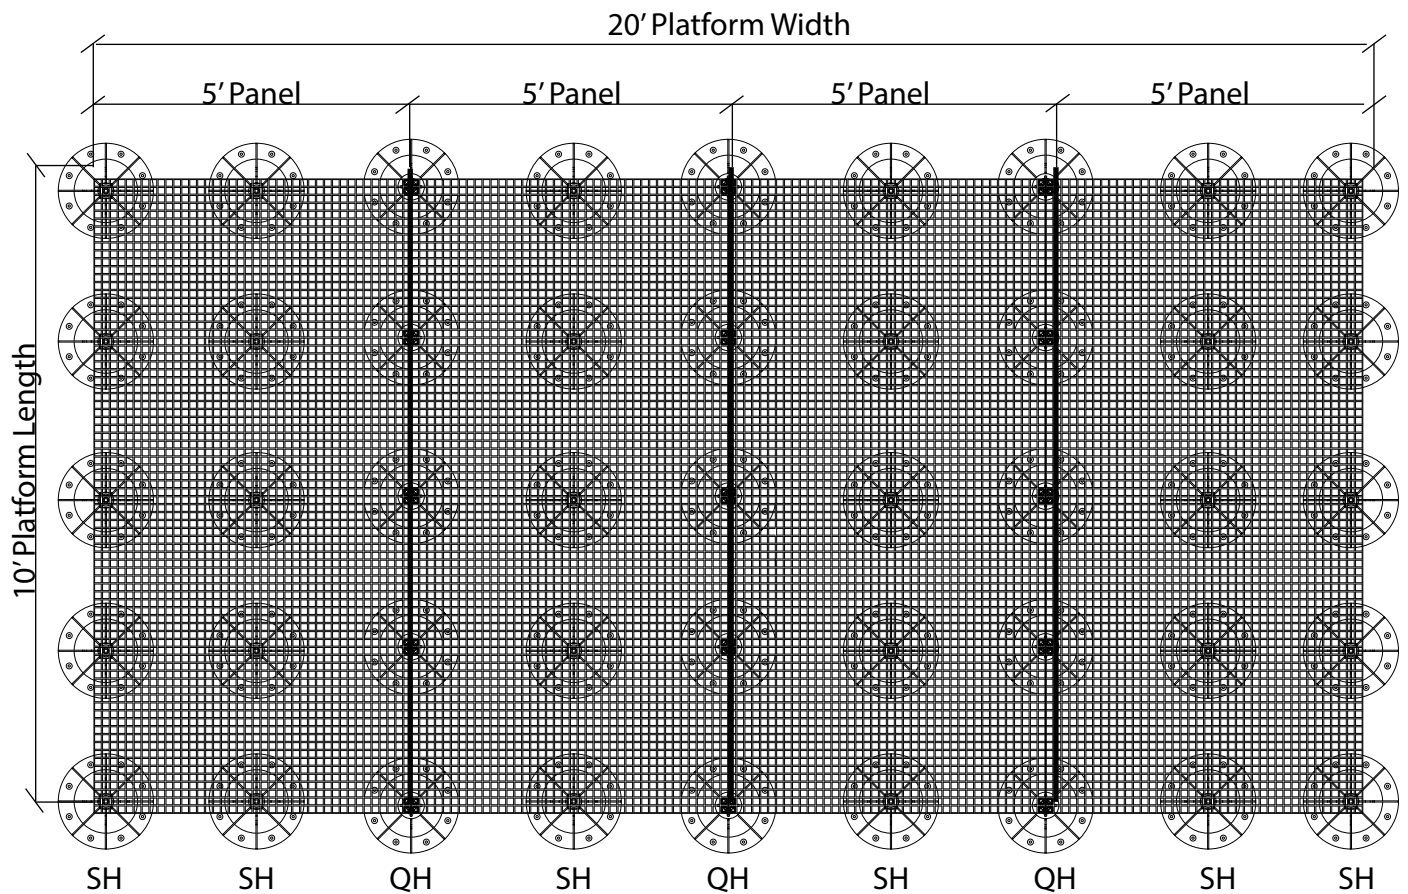 20' Platform Width
5' Panel 5' Panel 5' Panel 5' Panel
10' Platform Length
SH SH QH SH QH SH QH SH SH